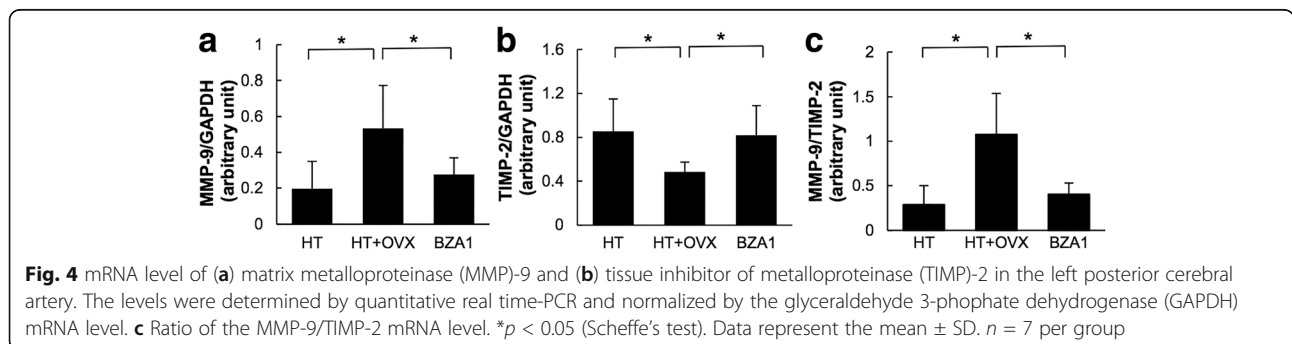 a
b
c
*
*
*
*
*
*
MMP-9/GAPDH
(arbitrary unit)
1
0.8
0.6
0.4
0.2
0
HT
HT+OVX
BZA1
TIMP-2/GAPDH
(arbitrary unit)
1.6
1.2
0.8
0.4
0
HT
HT+OVX
BZA1
MMP-9/TIMP-2
(arbitrary unit)
2
1.5
1
0.5
0
HT
HT+OVX
BZA1
Fig. 4 mRNA level of (a) matrix metalloproteinase (MMP)-9 and (b) tissue inhibitor of metalloproteinase (TIMP)-2 in the left posterior cerebral
artery. The levels were determined by quantitative real time-PCR and normalized by the glyceraldehyde 3-phophate dehydrogenase (GAPDH)
mRNA level. c Ratio of the MMP-9/TIMP-2 mRNA level. *p < 0.05 (Scheffe's test). Data represent the mean ± SD. n = 7 per group